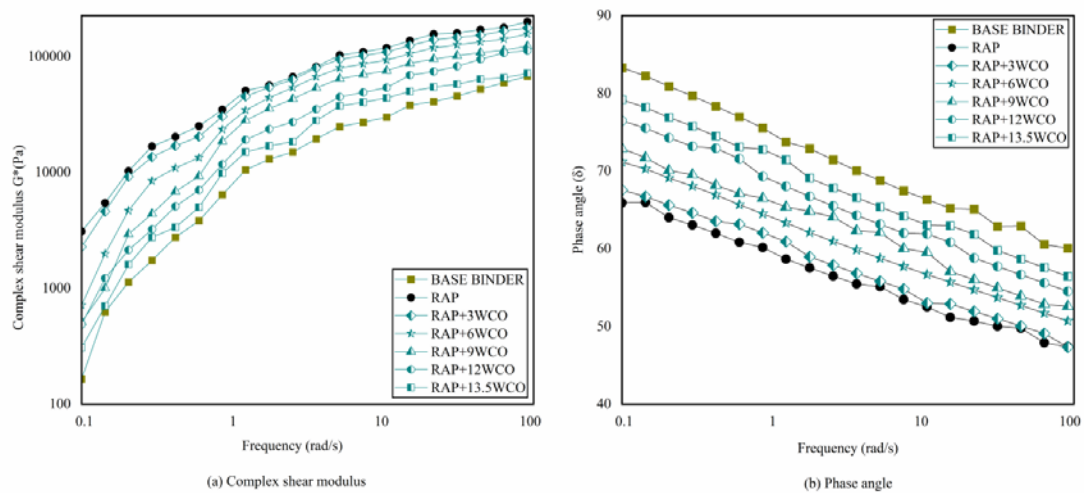 Complex shear modulus G*(Pa)
100000
10000
1000
100
0.1
1
10
100
Frequency (rad/s)
BASE BINDER
RAP
RAP+3WCO
RAP+6WCO
RAP+9WCO
RAP+12WCO
RAP+13.5WCO
(a) Complex shear modulus
Phase angle (δ)
90
80
70
60
50
40
0.1
1
10
100
Frequency (rad/s)
BASE BINDER
RAP
RAP+3WCO
RAP+6WCO
RAP+9WCO
RAP+12WCO
RAP+13.5WCO
(b) Phase angle